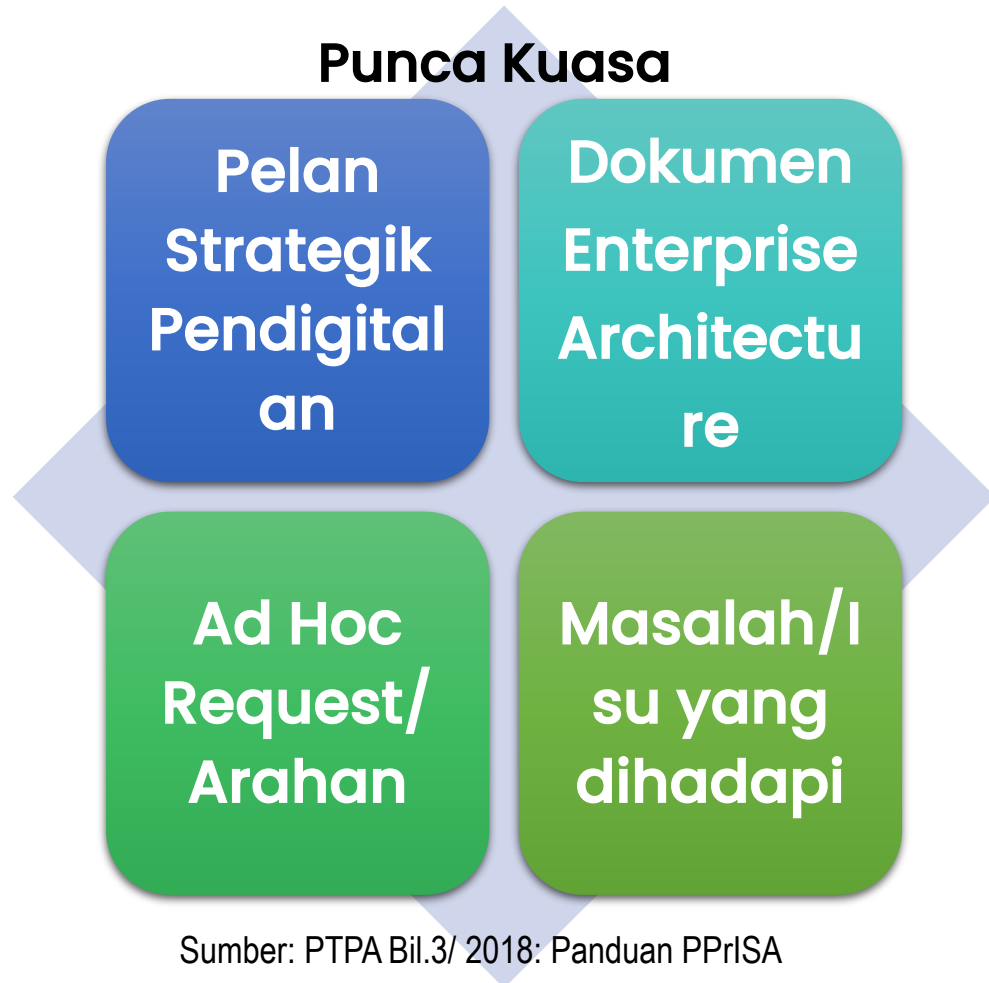 Punca Kuasa
Pelan
Strategik
Pendigital
an
Dokumen
Enterprise
Architectu
re
Ad Hoc
Request/
Arahan
Masalah/I
su yang
dihadapi
Sumber: PTPA Bil.3/ 2018: Panduan PPrISA